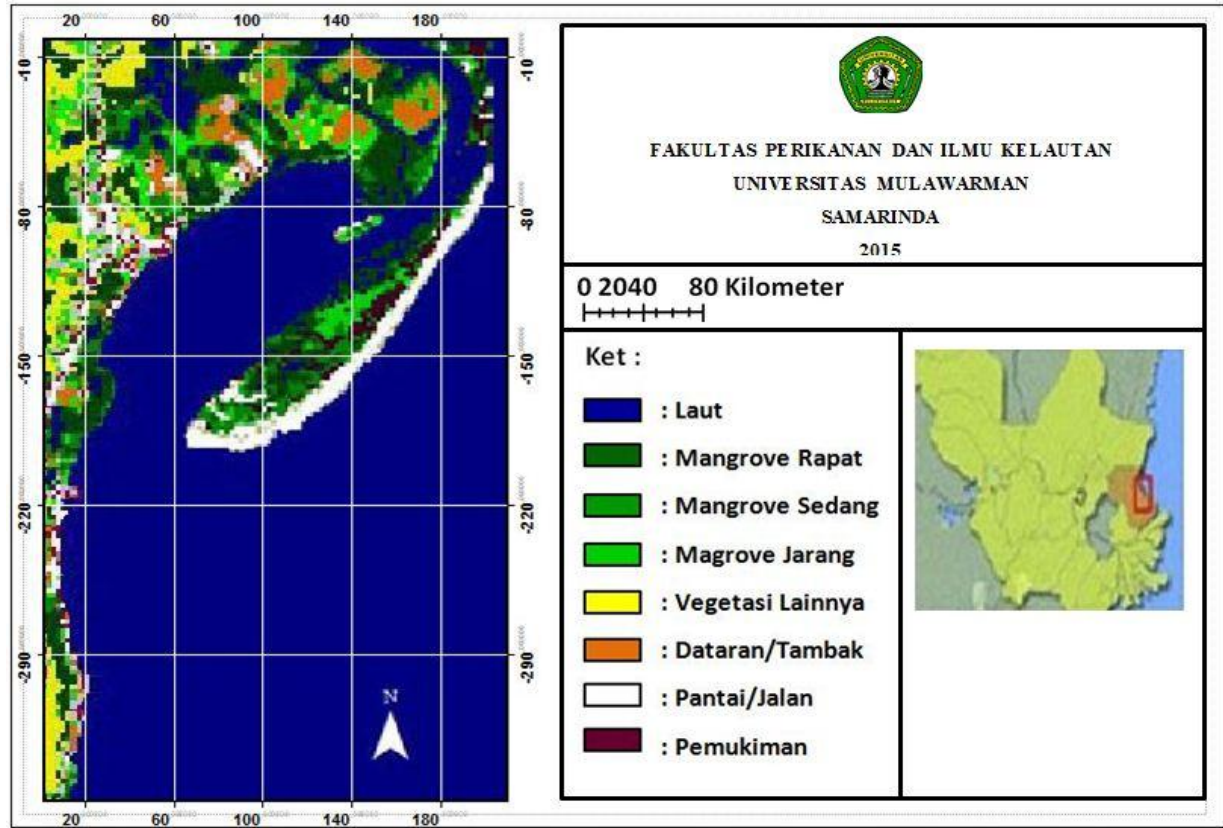 20 60 100 140 180
-10 -10
-80 -80
-150 -150
-220 -220
-290 -290
N
20 60 100 140 180
FAKULTAS PERIKANAN DAN ILMU KELAUTAN
UNIVERSITAS MULAWARMAN
SAMARINDA
2015
0 2040 80 Kilometer
Ket :
: Laut
: Mangrove Rapat
: Mangrove Sedang
: Magrove Jarang
: Vegetasi Lainnya
: Dataran/Tambak
: Pantai/Jalan
: Pemukiman